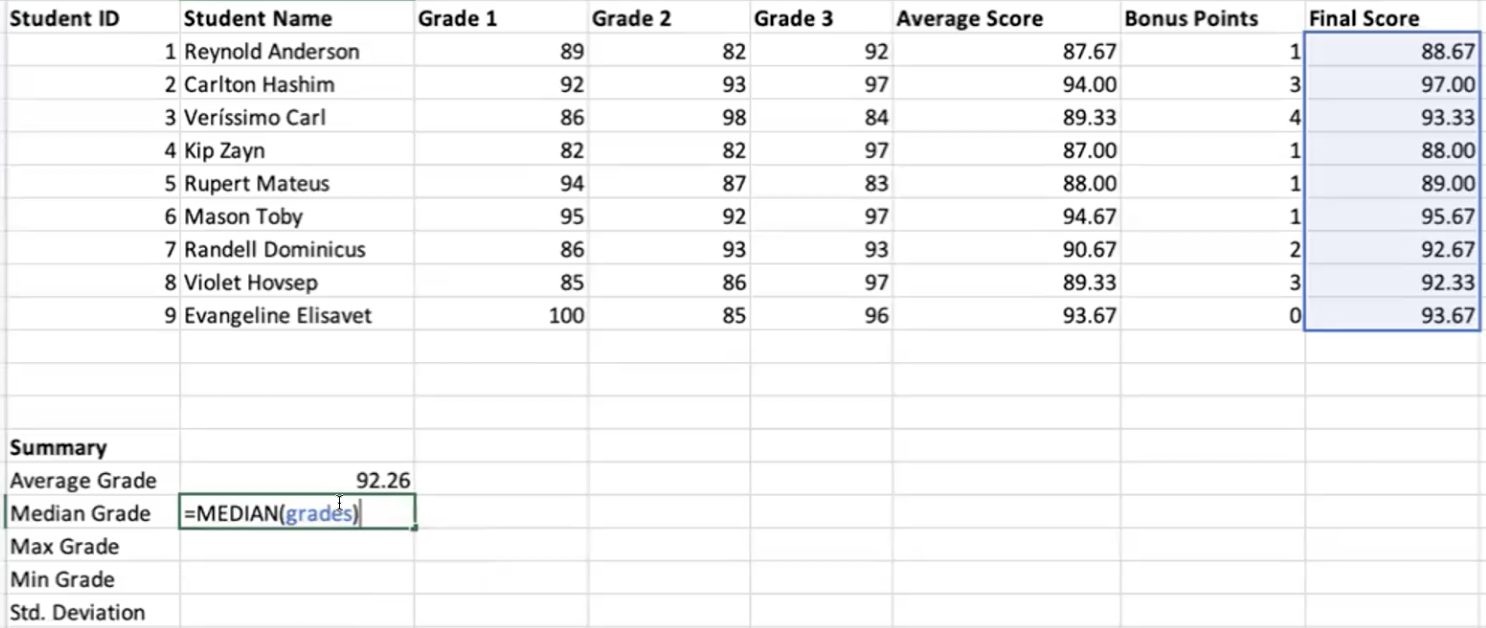 Student ID Student Name Grade 1 Grade 2 Grade 3 Average Score Bonus Points Final Score
1 Reynold Anderson 89 82 92 87.67 1 88.67
2 Carlton Hashim 92 93 97 94.00 3 97.00
3 Veríssimo Carl 86 98 84 89.33 4 93.33
4 Kip Zayn 82 82 97 87.00 1 88.00
5 Rupert Mateus 94 87 83 88.00 1 89.00
6 Mason Toby 95 92 97 94.67 1 95.67
7 Randell Dominicus 86 93 93 90.67 2 92.67
8 Violet Hovsep 85 86 97 89.33 3 92.33
9 Evangeline Elisavet 100 85 96 93.67 0 93.67
Summary
Average Grade 92.26
Median Grade =MEDIAN(grades)
Max Grade
Min Grade
Std. Deviation